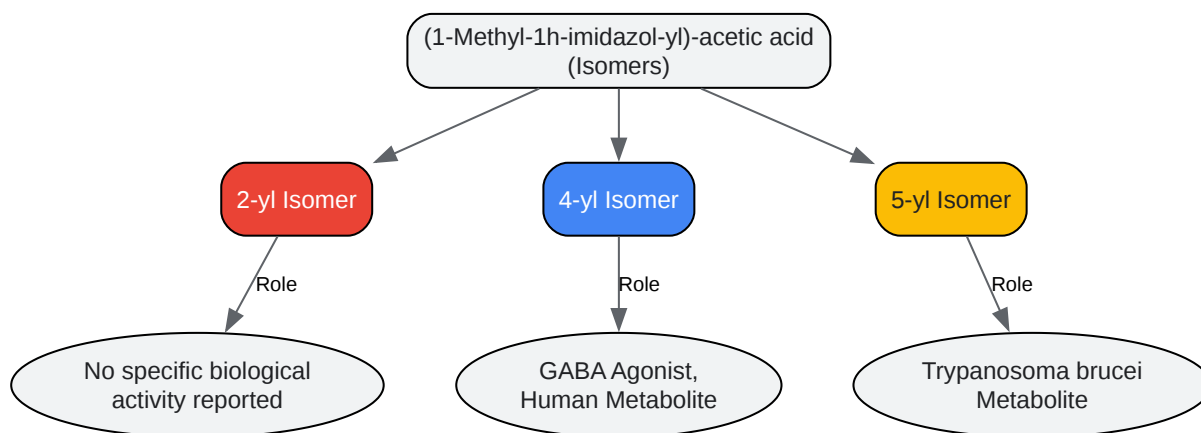 (1-Methyl-1h-imidazol-yl)-acetic acid
(Isomers)
2-yl Isomer
4-yl Isomer
5-yl Isomer
Role
Role
Role
No specific biological
activity reported
GABA Agonist,
Human Metabolite
Trypanosoma brucei
Metabolite